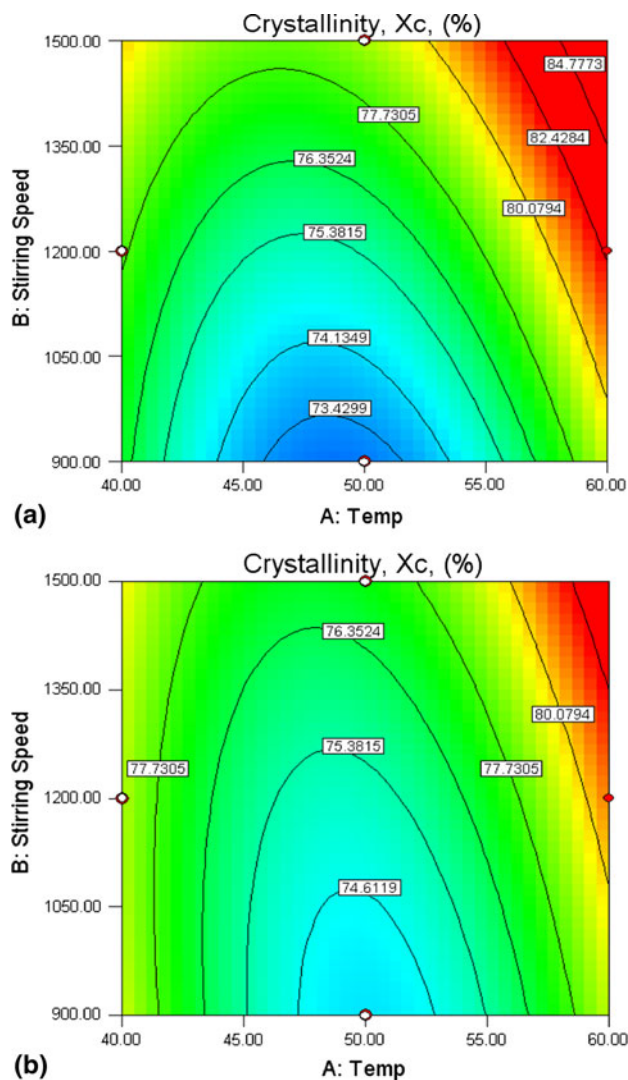 Crystallinity, Xc, (%)
1500.00
84.7773
77.7305
82.4284
1350.00
76.3524
80.0794
75.3815
B: Stirring Speed
1200.00
74.1349
1050.00
73.4299
900.00
40.00 45.00 50.00 55.00 60.00
(a) A: Temp
Crystallinity, Xc, (%)
1500.00
76.3524
1350.00
80.0794
75.3815
77.7305 77.7305
B: Stirring Speed
1200.00
74.6119
1050.00
900.00
40.00 45.00 50.00 55.00 60.00
(b) A: Temp